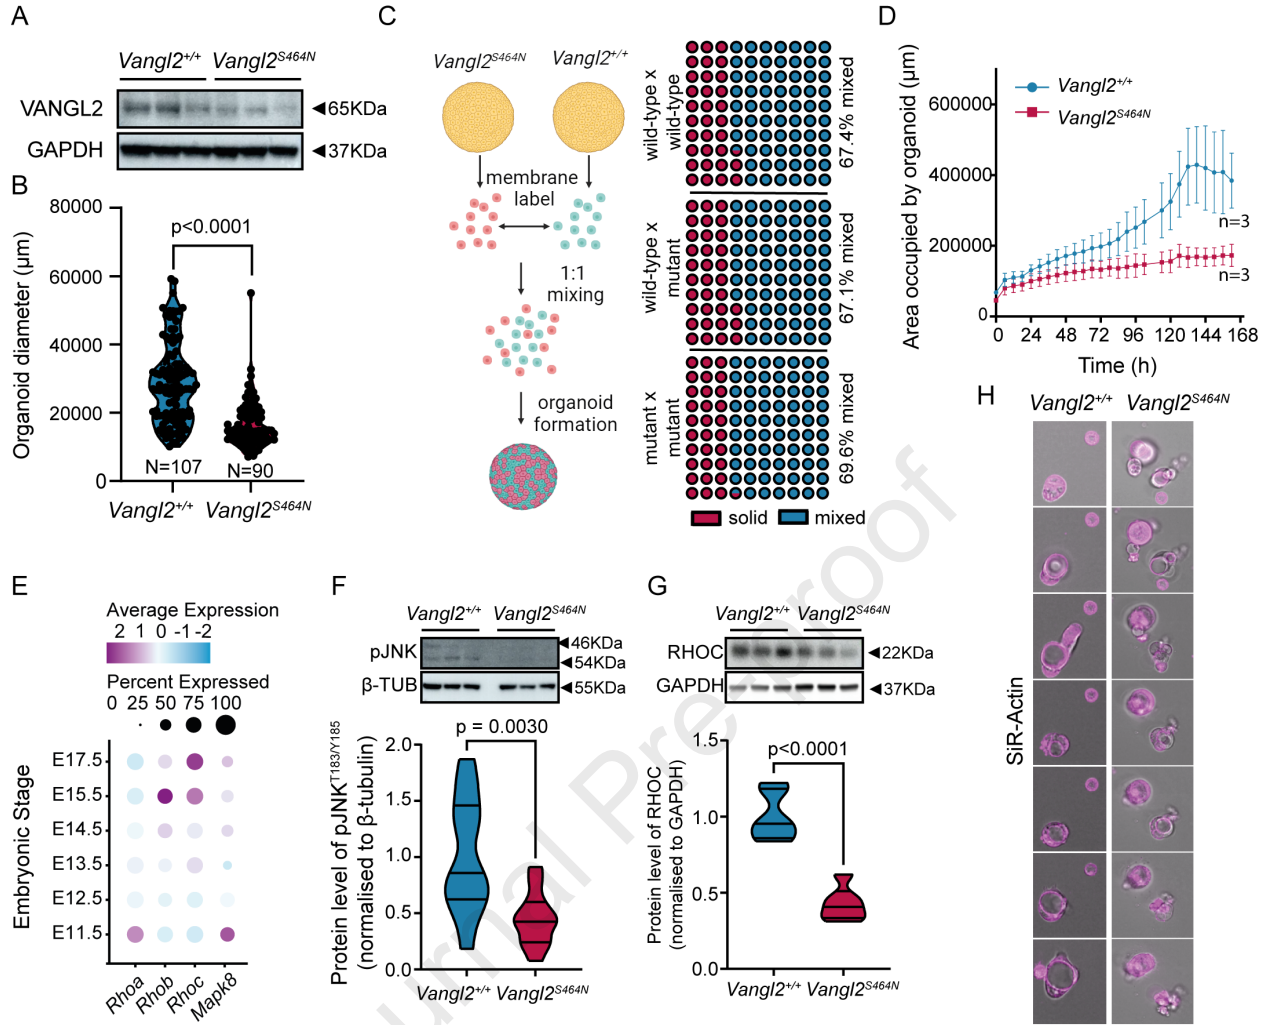 A
Vangl2+/+ Vangl2S464N
VANGL2
◄65KDa
GAPDH
◄37KDa
B
Organoid diameter (μm)
80000
60000
40000
20000
0
p<0.0001
N=107
N=90
Vangl2+/+ Vangl2S464N
C
Vangl2S464N
Vangl2+/+
membrane
label
1:1
mixing
organoid
formation
wild-type x
wild-type
67.4% mixed
wild-type x
mutant
67.1% mixed
mutant x
mutant
69.6% mixed
solid
mixed
D
Area occupied by organoid (μm)
600000
400000
200000
0
Vangl2+/+
Vangl2S464N
n=3
n=3
0 24 48 72 96 120 144 168
Time (h)
E
Average Expression
2 1 0 -1 -2
Percent Expressed
0 25 50 75 100
Embryonic Stage
E17.5
E15.5
E14.5
E13.5
E12.5
E11.5
Rhoa
Rhob
Rhoc
Mapk8
F
Vangl2+/+ Vangl2S464N
pJNK
◄46KDa
◄54KDa
β-TUB
◄55KDa
Protein level of pJNKT183/Y185
(normalised to β-tubulin)
2.0
1.5
1.0
0.5
0.0
p = 0.0030
Vangl2+/+ Vangl2S464N
G
Vangl2+/+ Vangl2S464N
RHOC
◄22KDa
GAPDH
◄37KDa
Protein level of RHOC
(normalised to GAPDH)
1.5
1.0
0.5
0.0
p<0.0001
Vangl2+/+ Vangl2S464N
H
Vangl2+/+ Vangl2S464N
SiR-Actin
urnal Pre-proof